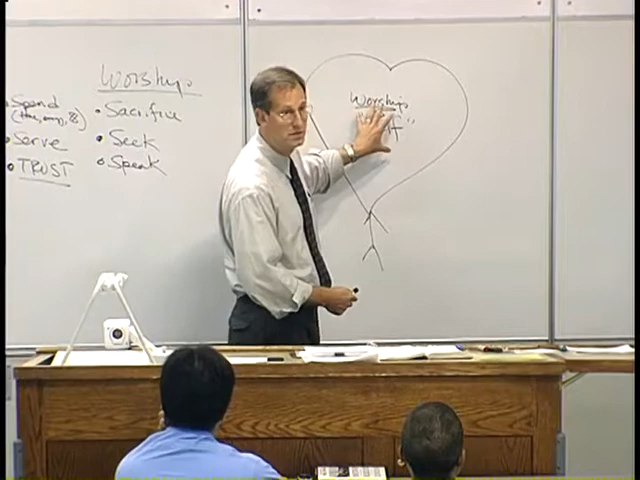 Worship
• Spend
• Sacrifice
• Serve
• Seek
• TRUST
• Speak
Worship